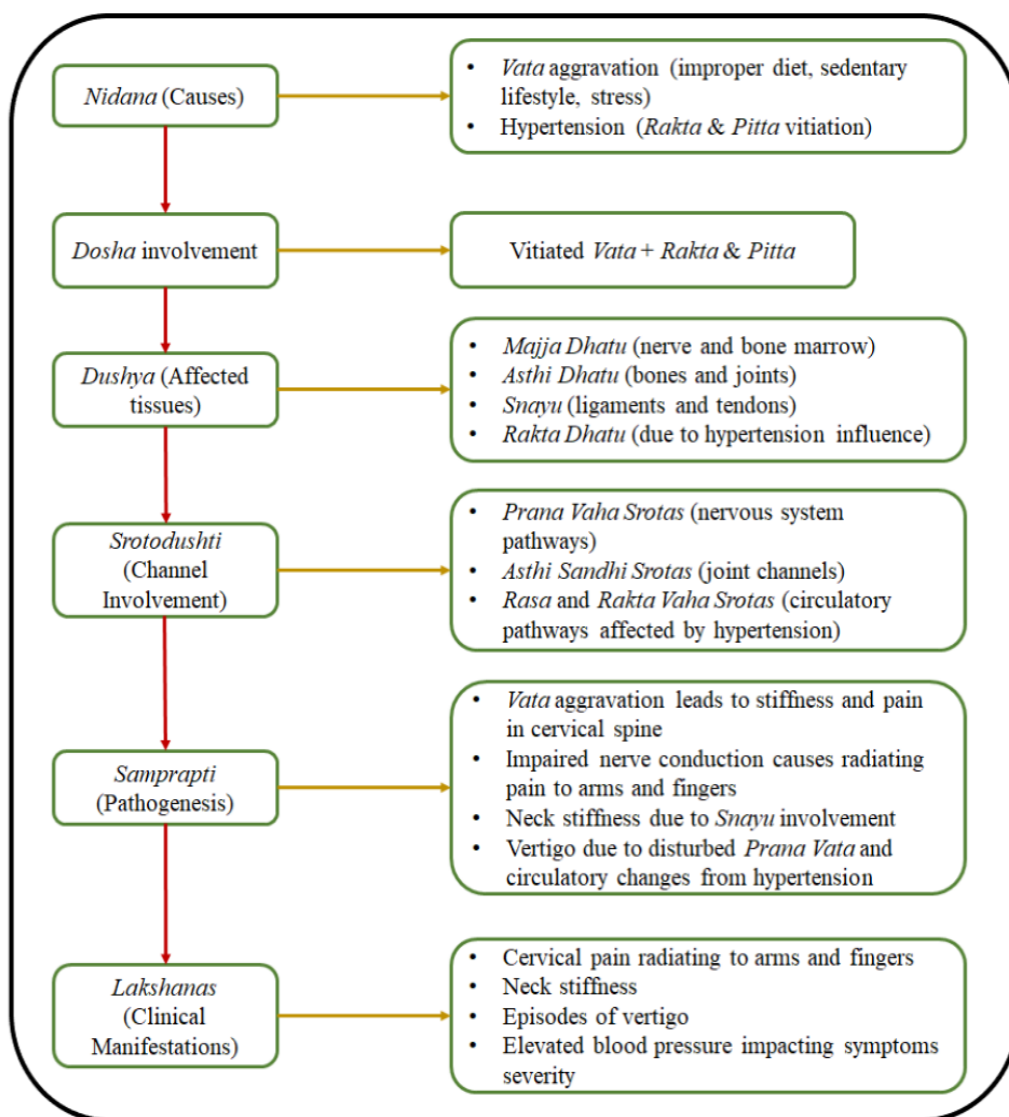 Nidana (Causes)
• Vata aggravation (improper diet, sedentary
lifestyle, stress)
• Hypertension (Rakta & Pitta vitiation)
Dosha involvement
Vitiated Vata + Rakta & Pitta
Dushya (Affected
tissues)
• Majja Dhatu (nerve and bone marrow)
• Asthi Dhatu (bones and joints)
• Snayu (ligaments and tendons)
• Rakta Dhatu (due to hypertension influence)
Srotodushti
(Channel
Involvement)
• Prana Vaha Srotas (nervous system
pathways)
• Asthi Sandhi Srotas (joint channels)
• Rasa and Rakta Vaha Srotas (circulatory
pathways affected by hypertension)
Samprapti
(Pathogenesis)
• Vata aggravation leads to stiffness and pain
in cervical spine
• Impaired nerve conduction causes radiating
pain to arms and fingers
• Neck stiffness due to Snayu involvement
• Vertigo due to disturbed Prana Vata and
circulatory changes from hypertension
Lakshanas
(Clinical
Manifestations)
• Cervical pain radiating to arms and fingers
• Neck stiffness
• Episodes of vertigo
• Elevated blood pressure impacting symptoms
severity